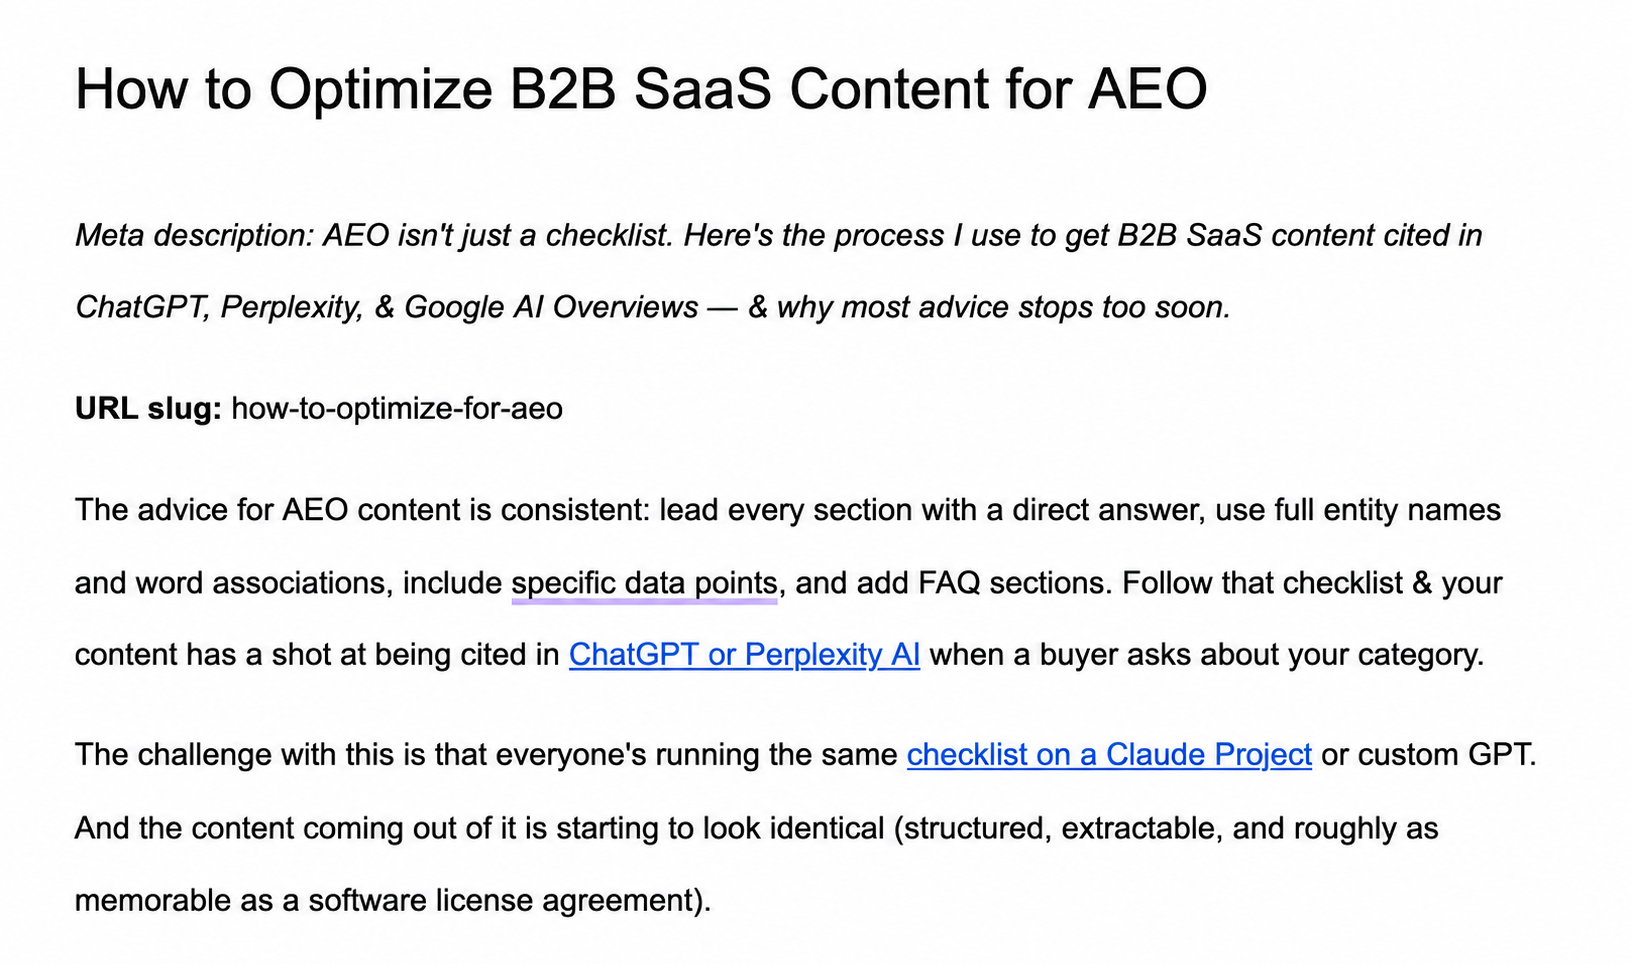 How to Optimize B2B SaaS Content for AEO
Meta description: AEO isn't just a checklist. Here's the process I use to get B2B SaaS content cited in
ChatGPT, Perplexity, & Google AI Overviews — & why most advice stops too soon.
URL slug: how-to-optimize-for-aeo
The advice for AEO content is consistent: lead every section with a direct answer, use full entity names
and word associations, include specific data points, and add FAQ sections. Follow that checklist & your
content has a shot at being cited in ChatGPT or Perplexity AI when a buyer asks about your category.
The challenge with this is that everyone's running the same checklist on a Claude Project or custom GPT.
And the content coming out of it is starting to look identical (structured, extractable, and roughly as
memorable as a software license agreement).